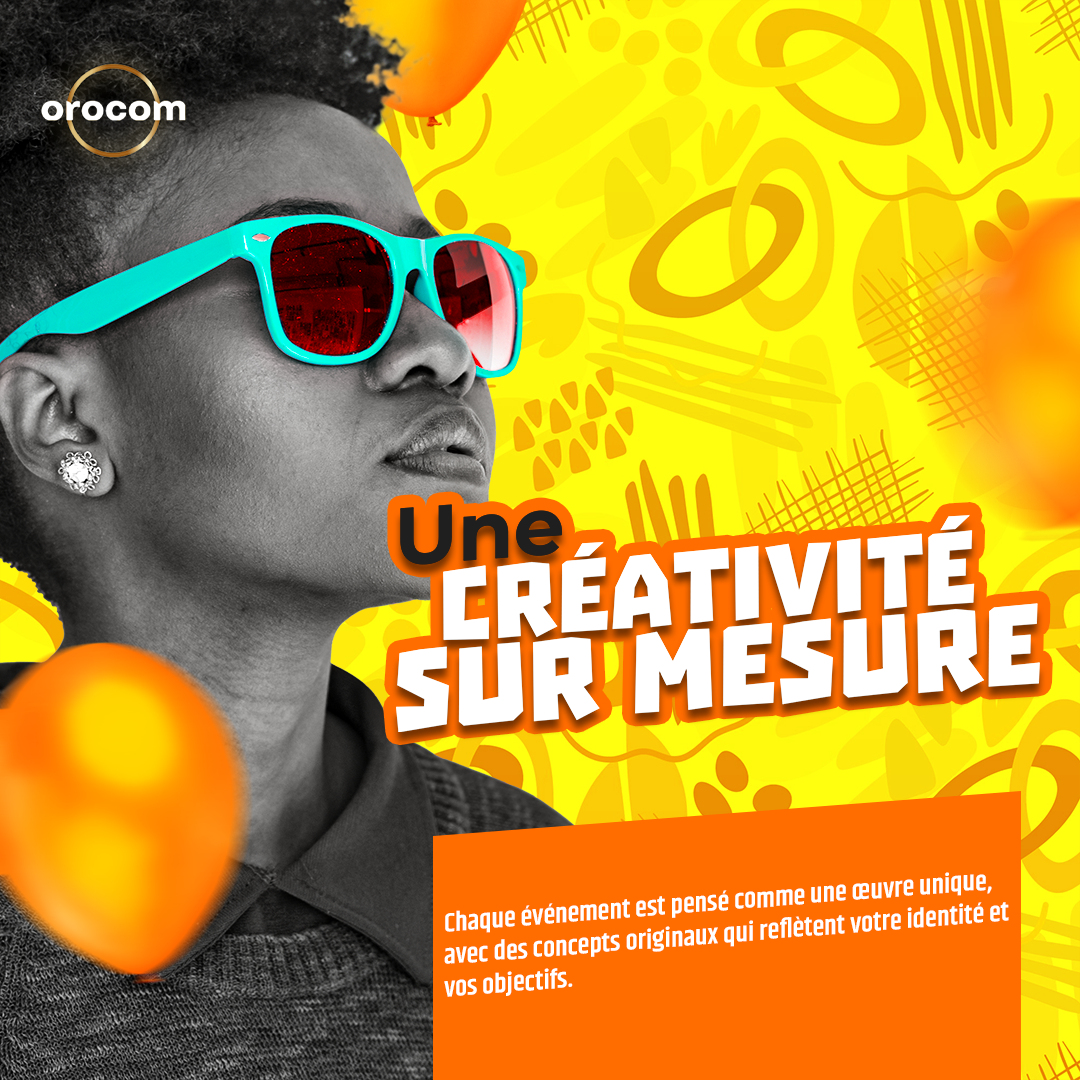 orocom
Une
CRÉATIVITÉ
SUR MESURE
Chaque événement est pensé comme une œuvre unique,
avec des concepts originaux qui reflètent votre identité et
vos objectifs.